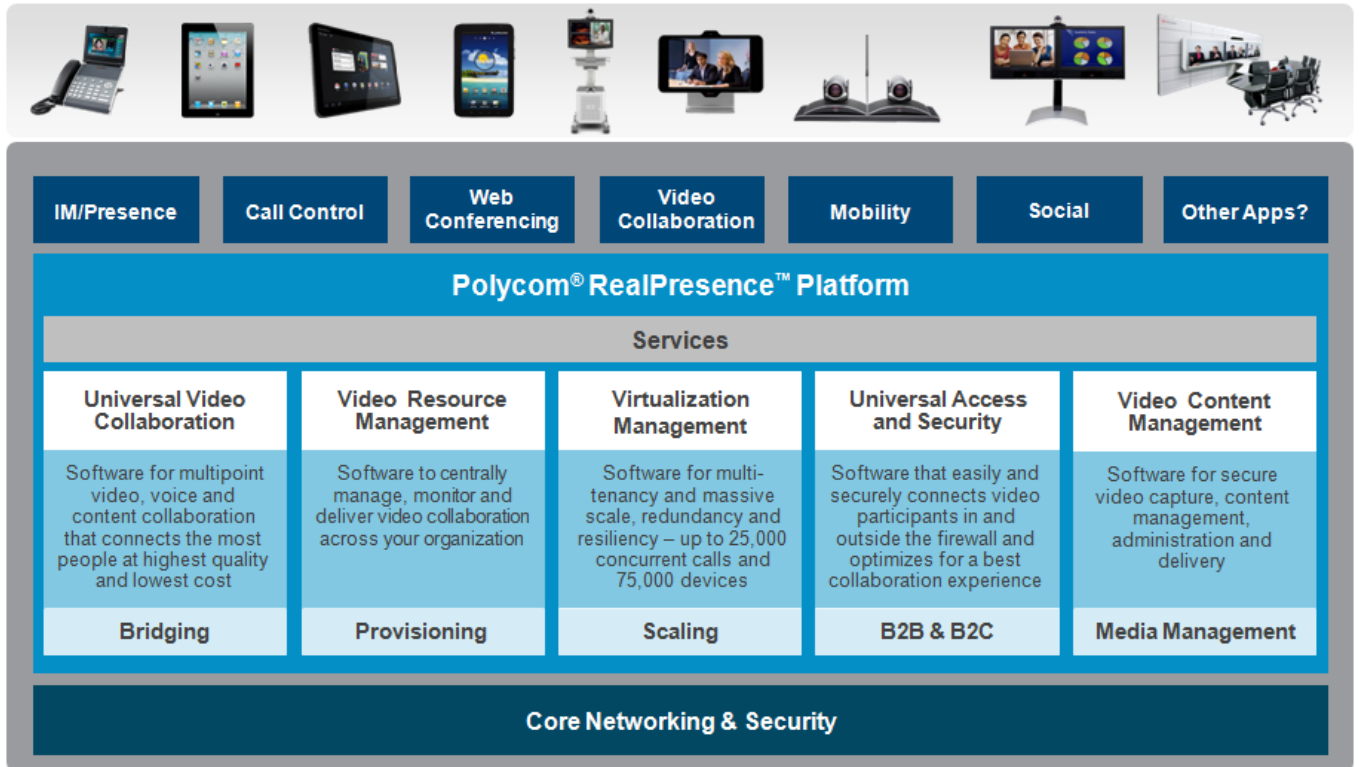 IM/Presence
Call Control
Web
Conferencing
Video
Collaboration
Mobility
Social
Other Apps?
Polycom® RealPresence™ Platform
Services
Universal Video
Collaboration
Software for multipoint
video, voice and
content collaboration
that connects the most
people at highest quality
and lowest cost
Bridging
Video Resource
Management
Software to centrally
manage, monitor and
deliver video collaboration
across your organization
Provisioning
Virtualization
Management
Software for multi-
tenancy and massive
scale, redundancy and
resiliency – up to 25,000
concurrent calls and
75,000 devices
Scaling
Universal Access
and Security
Software that easily and
securely connects video
participants in and
outside the firewall and
optimizes for a best
collaboration experience
B2B & B2C
Video Content
Management
Software for secure
video capture, content
management,
administration and
delivery
Media Management
Core Networking & Security